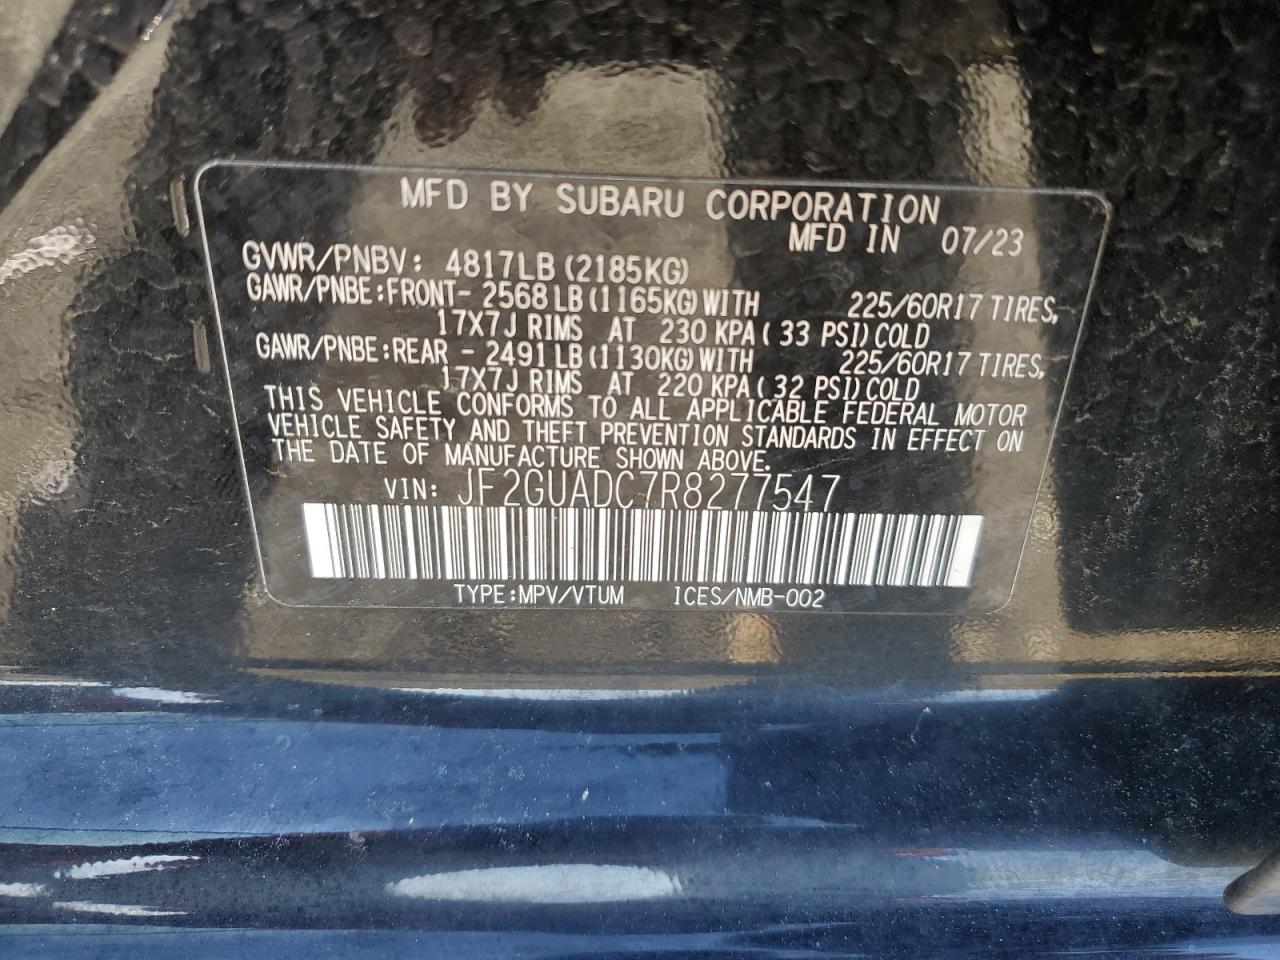 MFD BY SUBARU CORPORATION
MFD IN 07/23
GVWR/PNBV: 4817LB (2185KG)
GAWR/PNBE:FRONT- 2568 LB (1165KG) WITH 225/60R17 TIRES,
17X7J RIMS AT 230 KPA ( 33 PSI) COLD
GAWR/PNBE:REAR - 2491 LB (1130KG) WITH 225/60R17 TIRES,
17X7J RIMS AT 220 KPA ( 32 PSI) COLD
THIS VEHICLE CONFORMS TO ALL APPLICABLE FEDERAL MOTOR
VEHICLE SAFETY AND THEFT PREVENTION STANDARDS IN EFFECT ON
THE DATE OF MANUFACTURE SHOWN ABOVE.
VIN: JF2GUADC7R8277547
TYPE:MPV/VTUM ICES/NMB-002